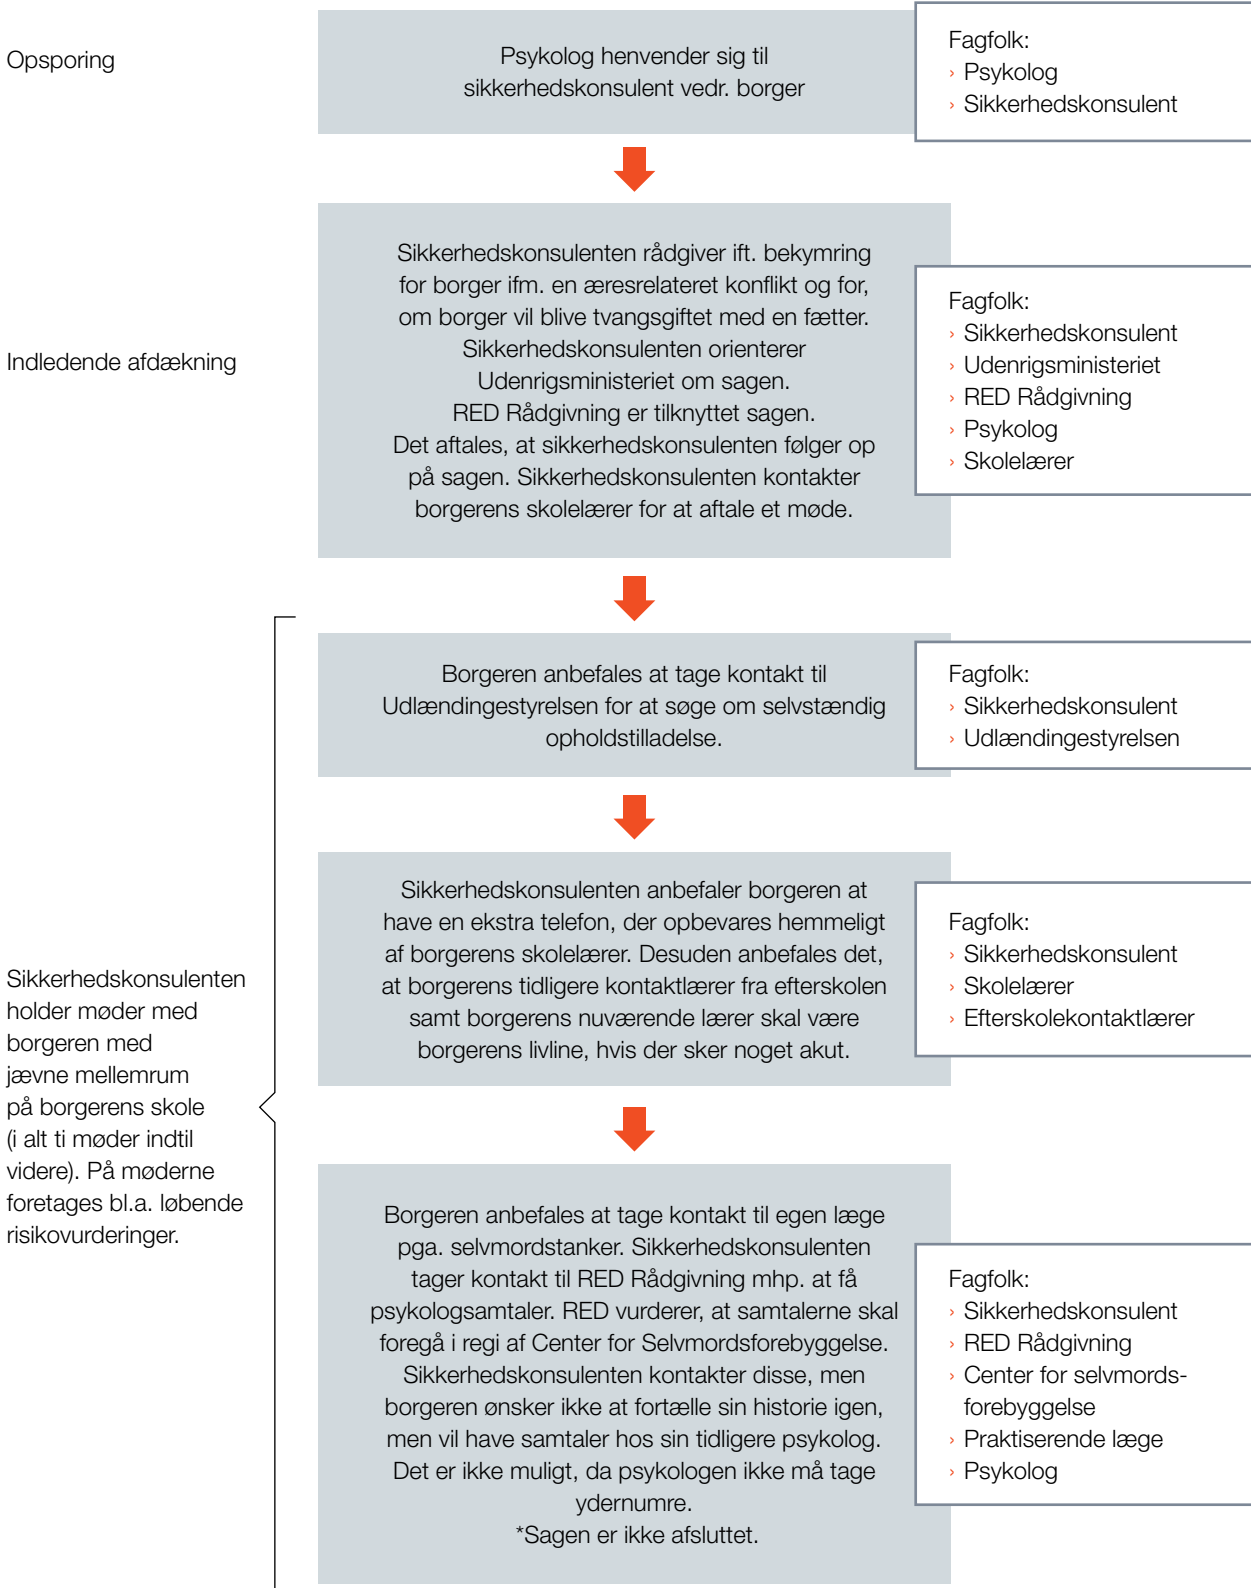 Opsporing
Psykolog henvender sig til
sikkerhedskonsulent vedr. borger
Fagfolk:
› Psykolog
› Sikkerhedskonsulent
Indledende afdækning
Sikkerhedskonsulenten rådgiver ift. bekymring
for borger ifm. en æresrelateret konflikt og for,
om borger vil blive tvangsgiftet med en fætter.
Sikkerhedskonsulenten orienterer
Udenrigsministeriet om sagen.
RED Rådgivning er tilknyttet sagen.
Det aftales, at sikkerhedskonsulenten følger op
på sagen. Sikkerhedskonsulenten kontakter
borgerens skolelærer for at aftale et møde.
Fagfolk:
› Sikkerhedskonsulent
› Udenrigsministeriet
› RED Rådgivning
› Psykolog
› Skolelærer
Sikkerhedskonsulenten
holder møder med
borgeren med
jævne mellemrum
på borgerens skole
(i alt ti møder indtil
videre). På møderne
foretages bl.a. løbende
risikovurderinger.
Borgeren anbefales at tage kontakt til
Udlændingestyrelsen for at søge om selvstændig
opholdstilladelse.
Fagfolk:
› Sikkerhedskonsulent
› Udlændingestyrelsen
Sikkerhedskonsulenten anbefaler borgeren at
have en ekstra telefon, der opbevares hemmeligt
af borgerens skolelærer. Desuden anbefales det,
at borgerens tidligere kontaktlærer fra efterskolen
samt borgerens nuværende lærer skal være
borgerens livline, hvis der sker noget akut.
Fagfolk:
› Sikkerhedskonsulent
› Skolelærer
› Efterskolekontaktlærer
Borgeren anbefales at tage kontakt til egen læge
pga. selvmordstanker. Sikkerhedskonsulenten
tager kontakt til RED Rådgivning mhp. at få
psykologsamtaler. RED vurderer, at samtalerne skal
foregå i regi af Center for Selvmordsforebyggelse.
Sikkerhedskonsulenten kontakter disse, men
borgeren ønsker ikke at fortælle sin historie igen,
men vil have samtaler hos sin tidligere psykolog.
Det er ikke muligt, da psykologen ikke må tage
ydernumre.
*Sagen er ikke afsluttet.
Fagfolk:
› Sikkerhedskonsulent
› RED Rådgivning
› Center for selvmords-
forebyggelse
› Praktiserende læge
› Psykolog